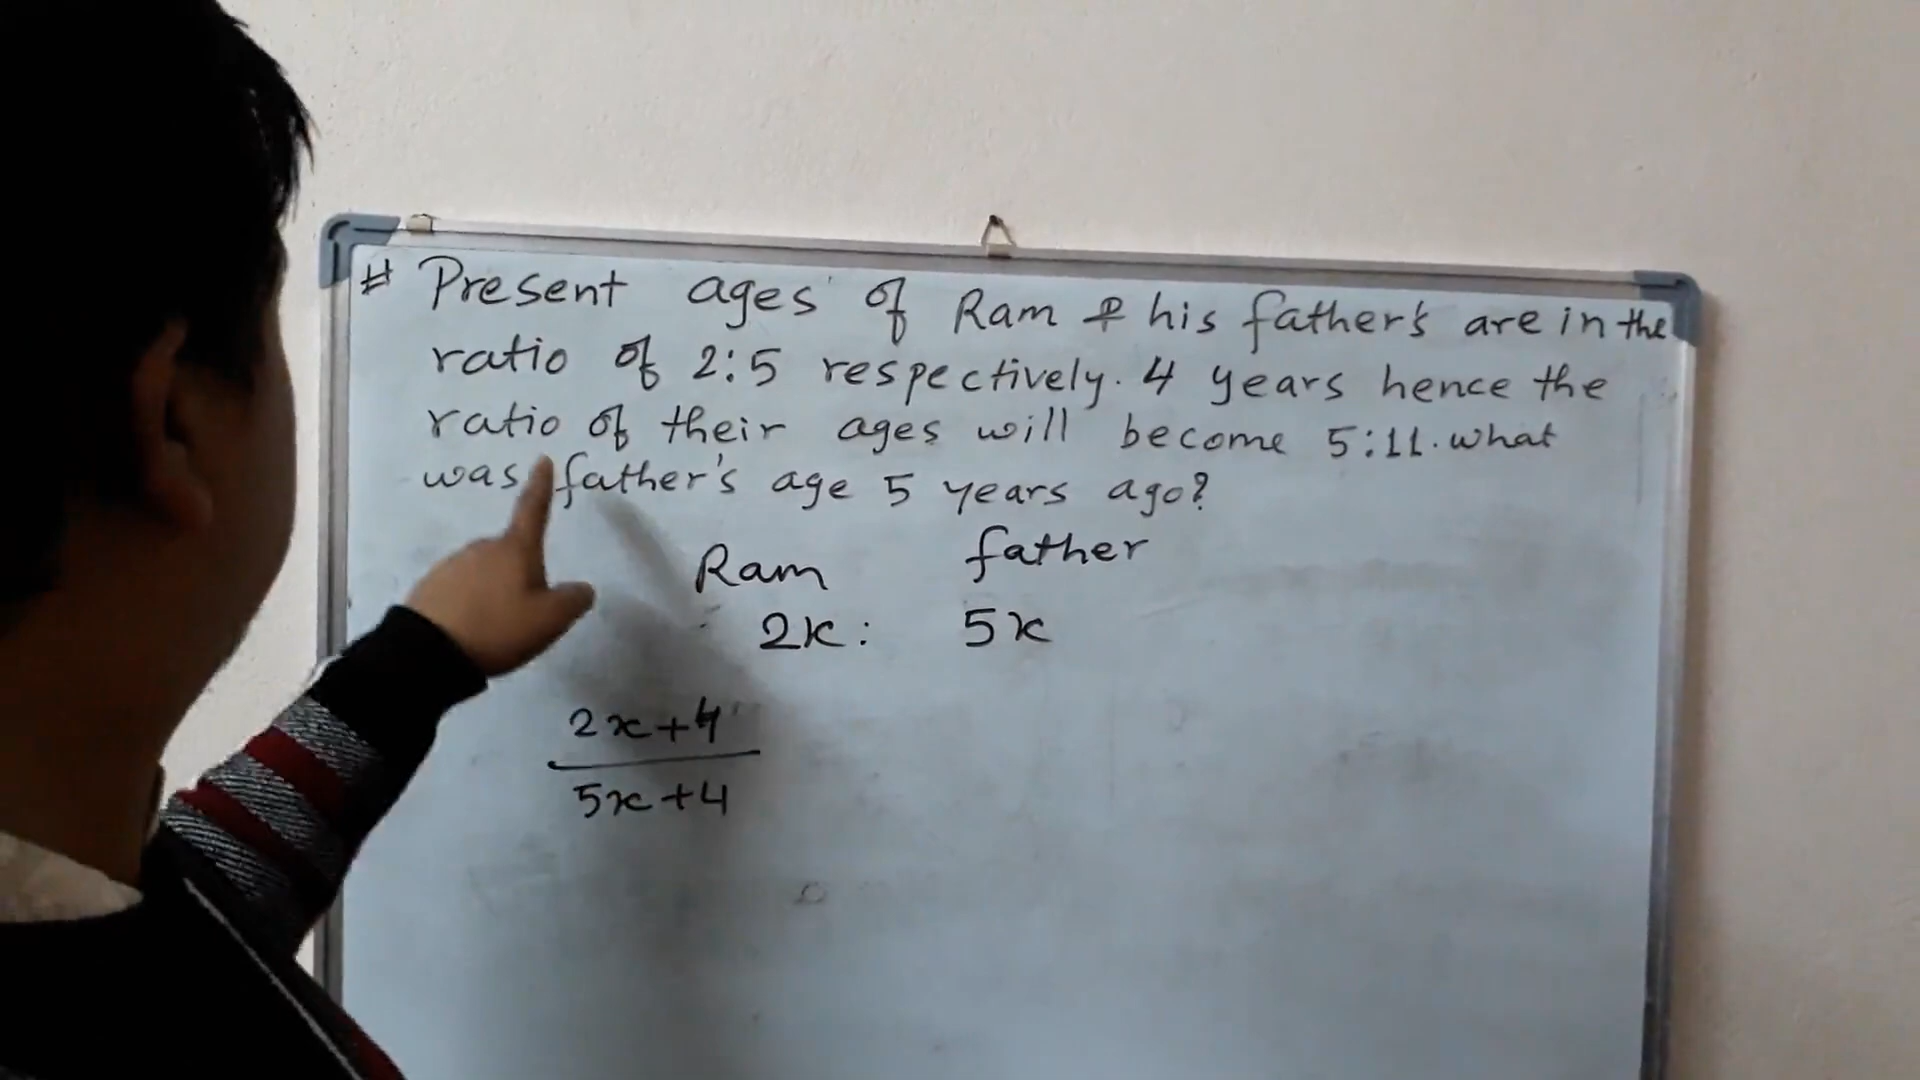 # Present ages of Ram & his father's are in the
ratio of 2:5 respectively. 4 years hence the
ratio of their ages will become 5:11. what
was father's age 5 years ago?
Ram father
2x: 5x
2x+4
5x+4